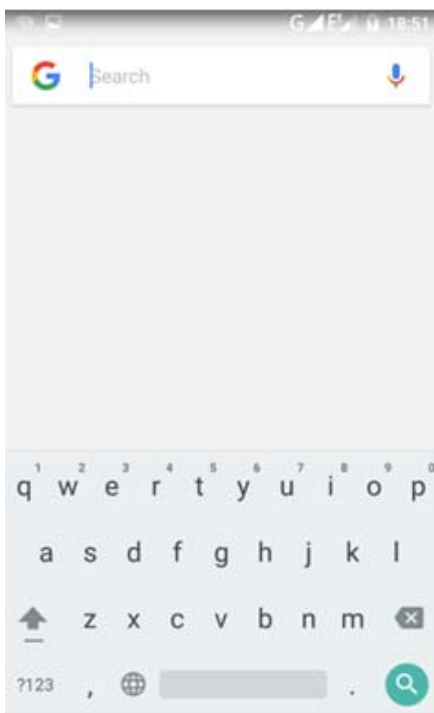 G E 18:51
G Search
1 2 3 4 5 6 7 8 9 0
q w e r t y u i o p
a s d f g h j k l
z x c v b n m
?123 , .